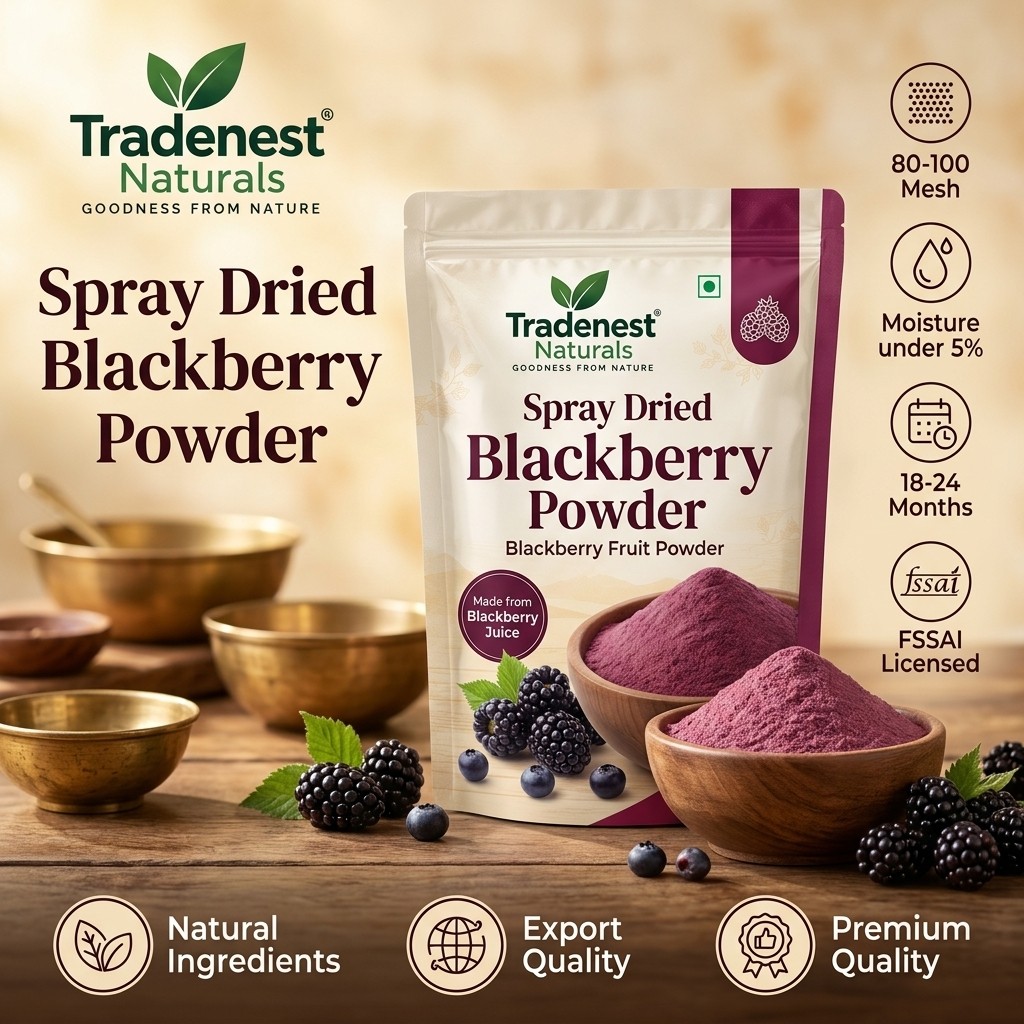 Tradenest®
Naturals
GOODNESS FROM NATURE
Spray Dried
Blackberry
Powder
Tradenest®
Naturals
GOODNESS FROM NATURE
Spray Dried
Blackberry
Powder
Blackberry Fruit Powder
Made from
Blackberry
Juice
80-100
Mesh
Moisture
under 5%
18-24
Months
fssai
FSSAI
Licensed
Natural
Ingredients
Export
Quality
Premium
Quality